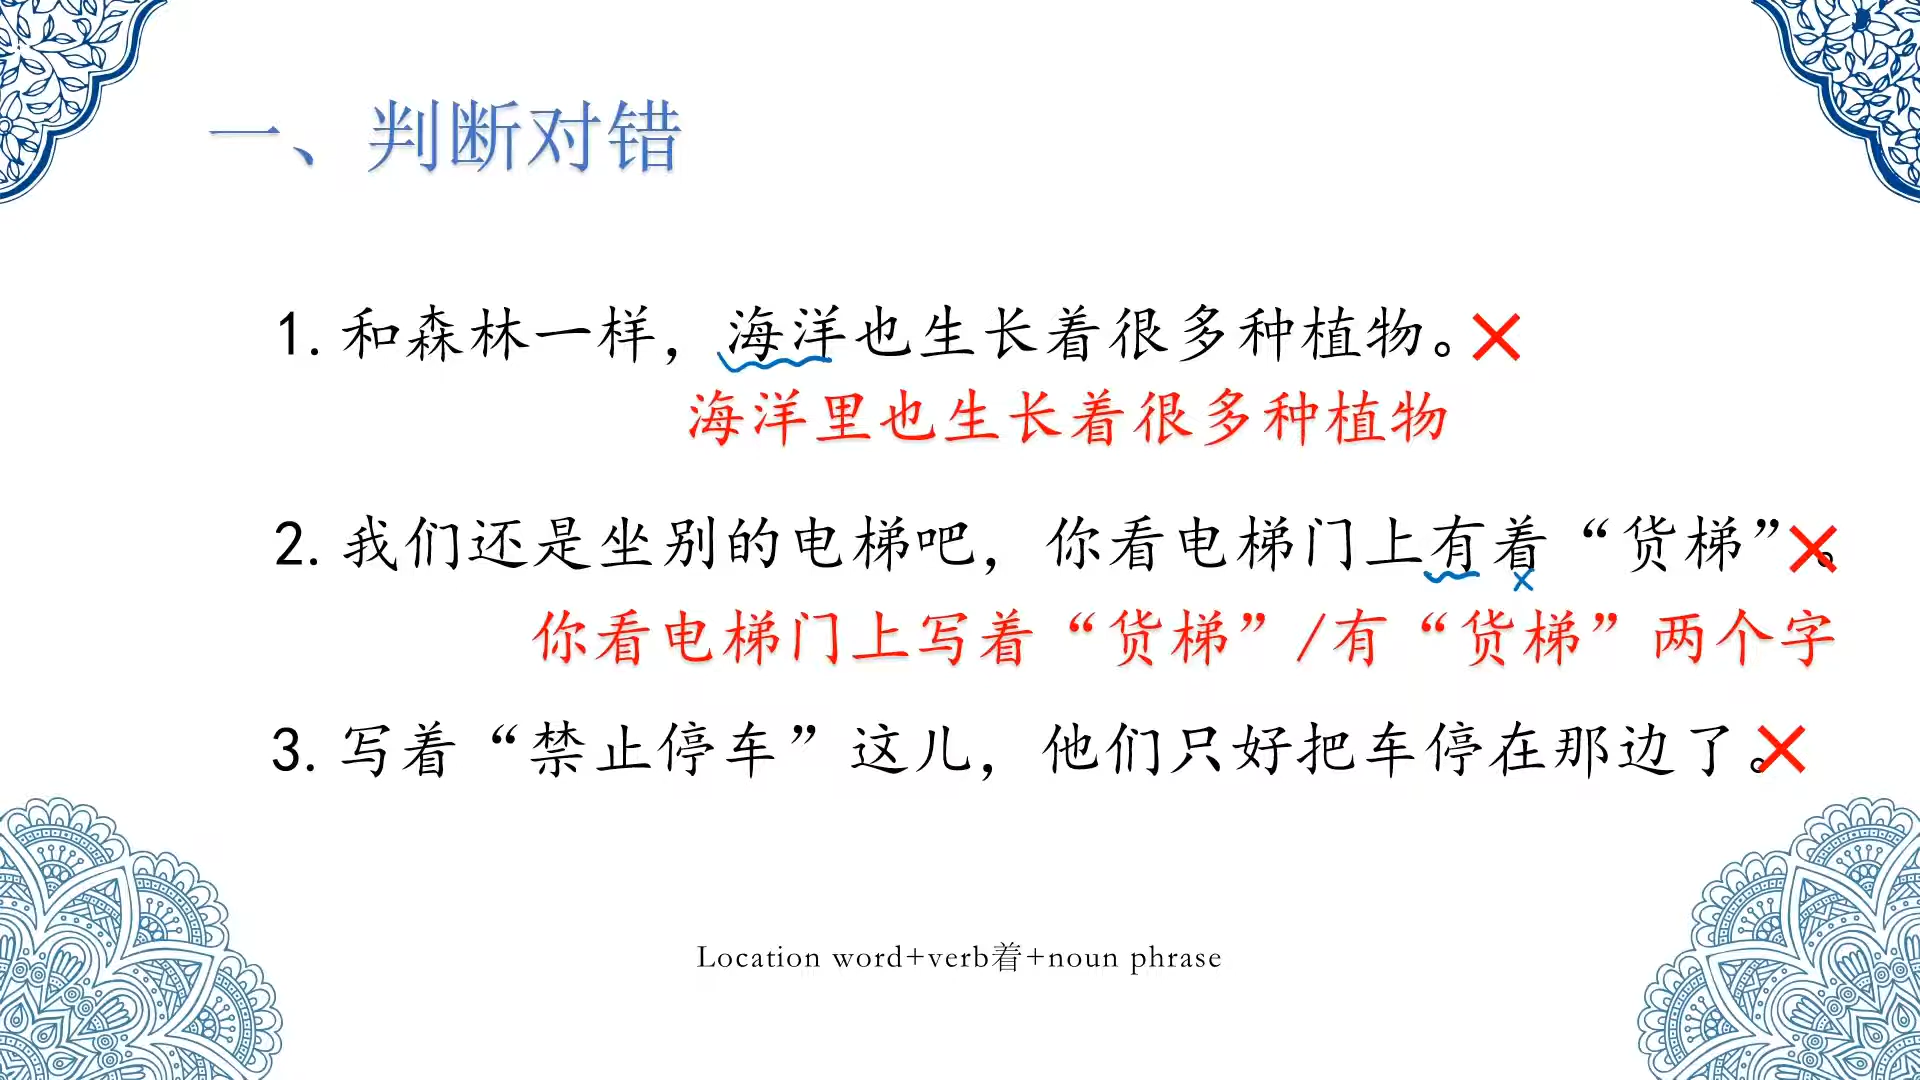 一、判断对错
1.和森林一样，海洋也生长着很多种植物。
海洋里也生长着很多种植物
2.我们还是坐别的电梯吧，你看电梯门上有着“货梯”。
你看电梯门上写着“货梯”/有“货梯”两个字
3.写着“禁止停车”这儿，他们只好把车停在那边了。
Location word+verb着+noun phrase